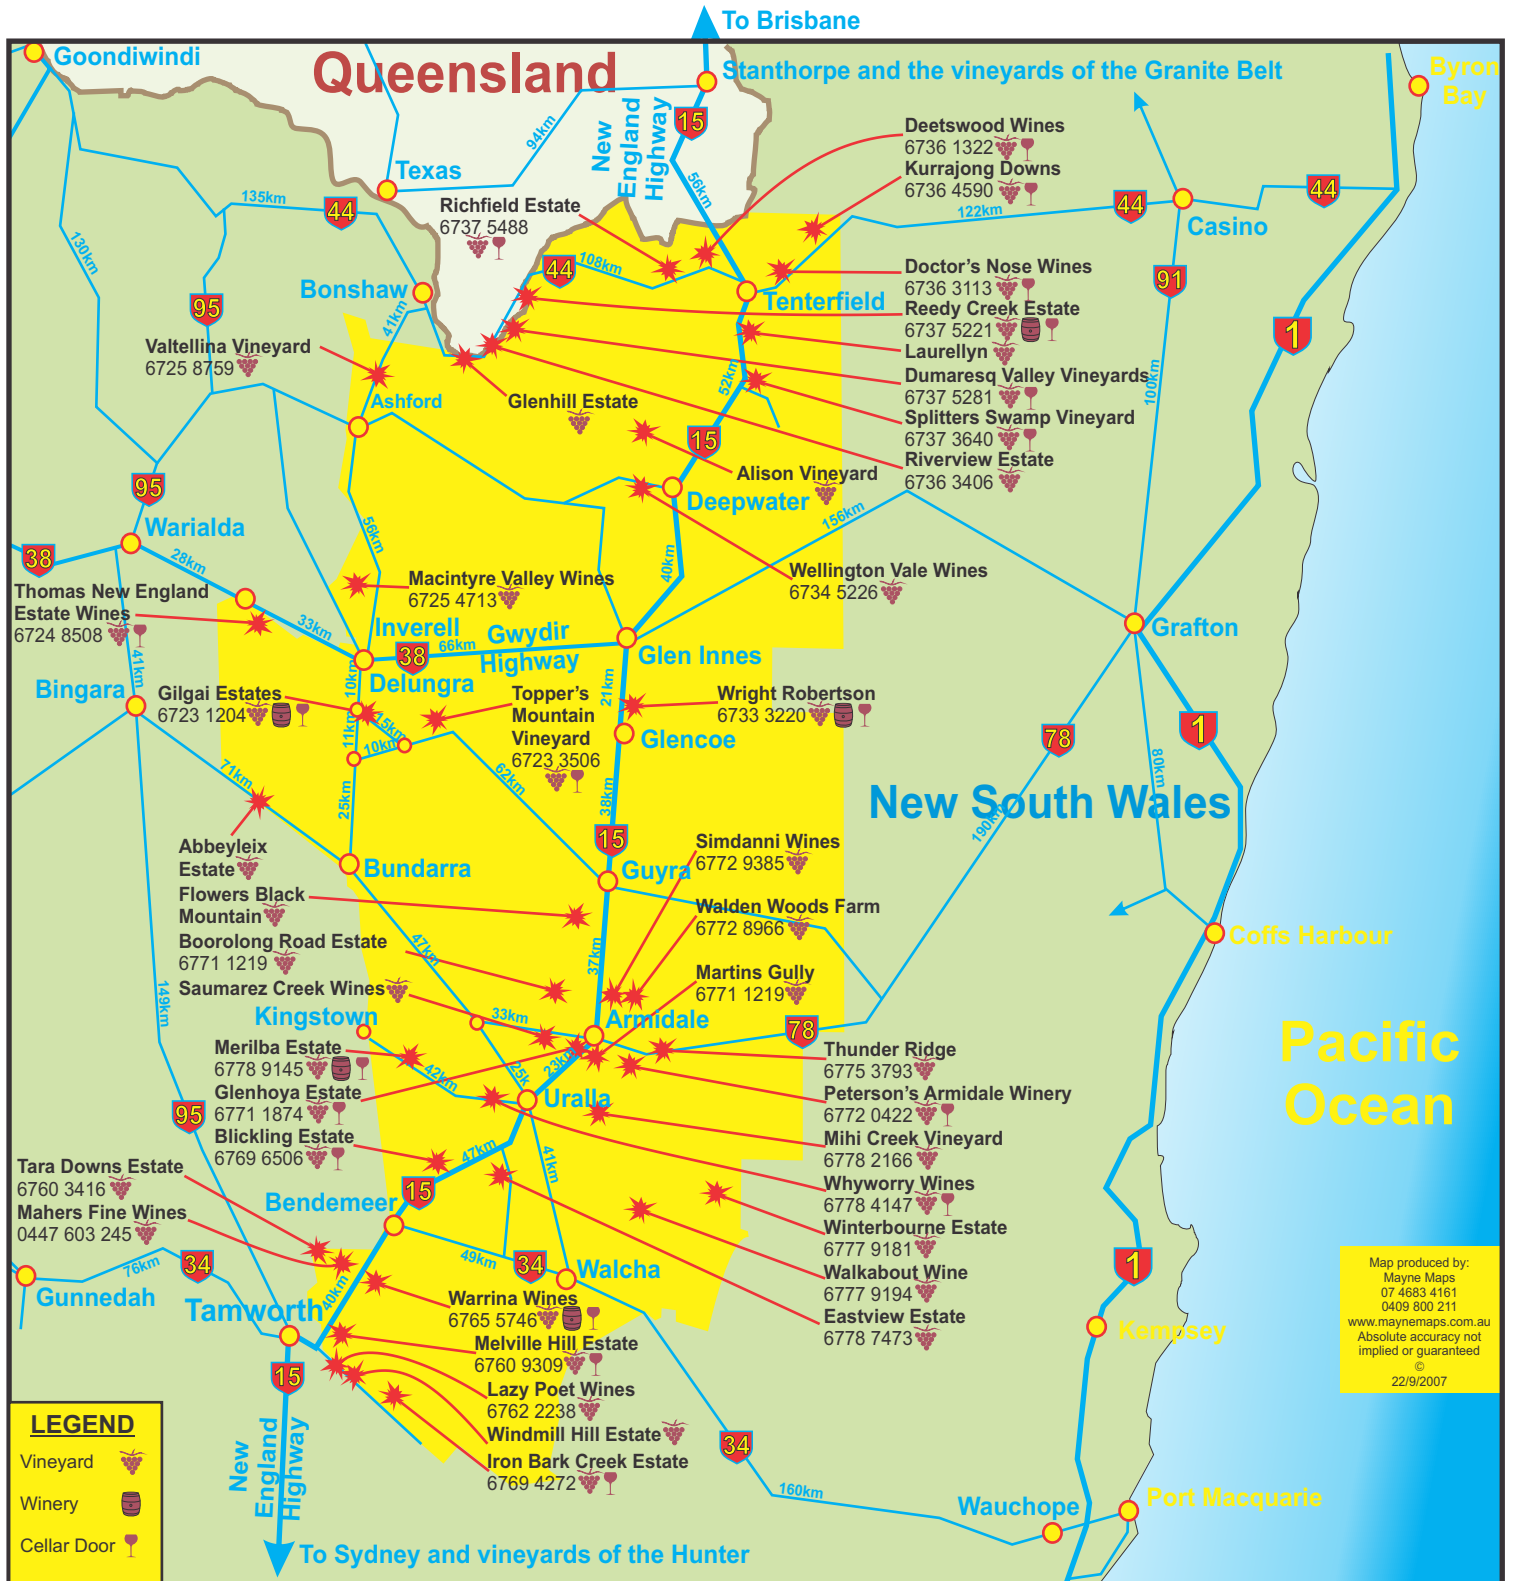 To Brisbane
Goondiwindi
Queensland
Stanthorpe and the vineyards of the Granite Belt
Byron
Bay
New
England
Highway
15
94km
56km
Texas
135km
44
Deetswood Wines
6736 1322
Kurrajong Downs
6736 4590
Richfield Estate
6737 5488
122km
44
44
Casino
130km
95
Bonshaw
41km
44
108km
Tenterfield
Doctor's Nose Wines
6736 3113
Reedy Creek Estate
6737 5221
Laurellyn
Dumaresq Valley Vineyards
6737 5281
Splitters Swamp Vineyard
6737 3640
Riverview Estate
6736 3406
91
1
100km
Valtellina Vineyard
6725 8759
Ashford
Glenhill Estate
52km
15
Alison Vineyard
Deepwater
95
Warialda
38
28km
56km
156km
40km
Wellington Vale Wines
6734 5226
Thomas New England
Estate Wines
6724 8508
Macintyre Valley Wines
6725 4713
33km
Inverell
38
66km
Gwydir
Highway
Glen Innes
Grafton
41km
Bingara
10km
Delungra
21km
Gilgai Estates
6723 1204
Topper's
Mountain
Vineyard
6723 3506
Wright Robertson
6733 3220
11km
15km
10km
Glencoe
78
1
80km
71km
25km
62km
38km
New South Wales
190km
15
Abbeyleix
Estate
Bundarra
Guyra
Simdanni Wines
6772 9385
Flowers Black
Mountain
Walden Woods Farm
6772 8966
Boorolong Road Estate
6771 1219
47km
37km
Coffs Harbour
Saumarez Creek Wines
Martins Gully
6771 1219
149km
Kingstown
33km
Armidale
78
Pacific
Ocean
Merilba Estate
6778 9145
42km
25k
23km
Thunder Ridge
6775 3793
Glenhoya Estate
6771 1874
Uralla
Peterson's Armidale Winery
6772 0422
95
Blickling Estate
6769 6506
47km
41km
Mihi Creek Vineyard
6778 2166
Tara Downs Estate
6760 3416
Whyworry Wines
6778 4147
Mahers Fine Wines
0447 603 245
Bendemeer
15
Winterbourne Estate
6777 9181
76km
34
49km
34
Walcha
Walkabout Wine
6777 9194
1
Gunnedah
Tamworth
40km
Warrina Wines
6765 5746
Eastview Estate
6778 7473
Kempsey
Melville Hill Estate
6760 9309
15
Lazy Poet Wines
6762 2238
Windmill Hill Estate
Iron Bark Creek Estate
6769 4272
34
160km
Wauchope
Port Macquarie
New
England
Highway
To Sydney and vineyards of the Hunter
Map produced by:
Mayne Maps
07 4683 4161
0409 800 211
www.maynemaps.com.au
Absolute accuracy not
implied or guaranteed
©
22/9/2007
LEGEND
Vineyard
Winery
Cellar Door